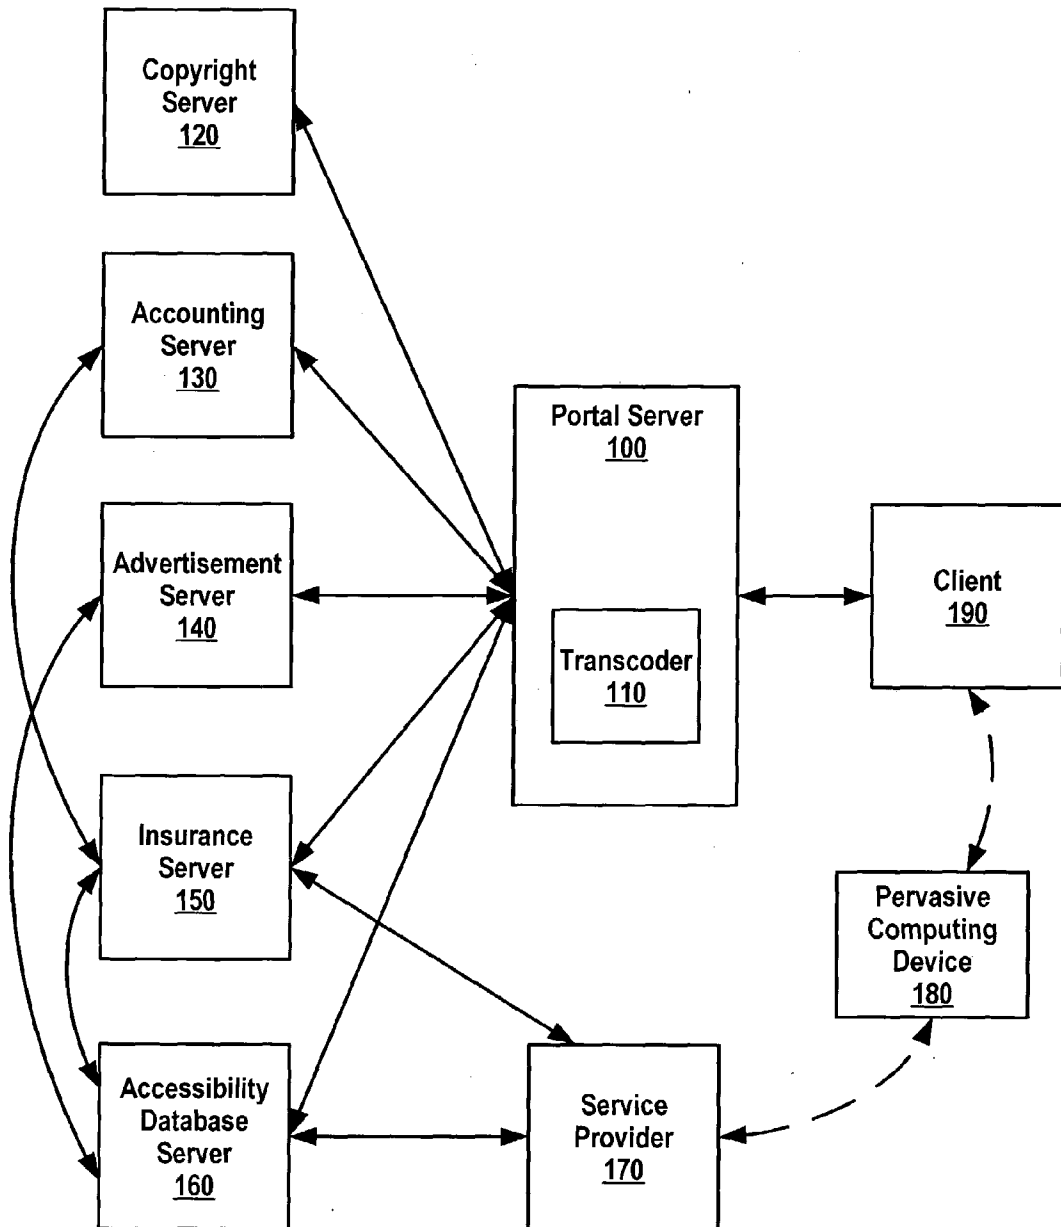 Copyright
Server
120
Accounting
Server
130
Portal Server
100
Advertisement
Server
140
Client
190
Transcoder
110
Insurance
Server
150
Pervasive
Computing
Device
180
Accessibility
Database
Server
160
Service
Provider
170